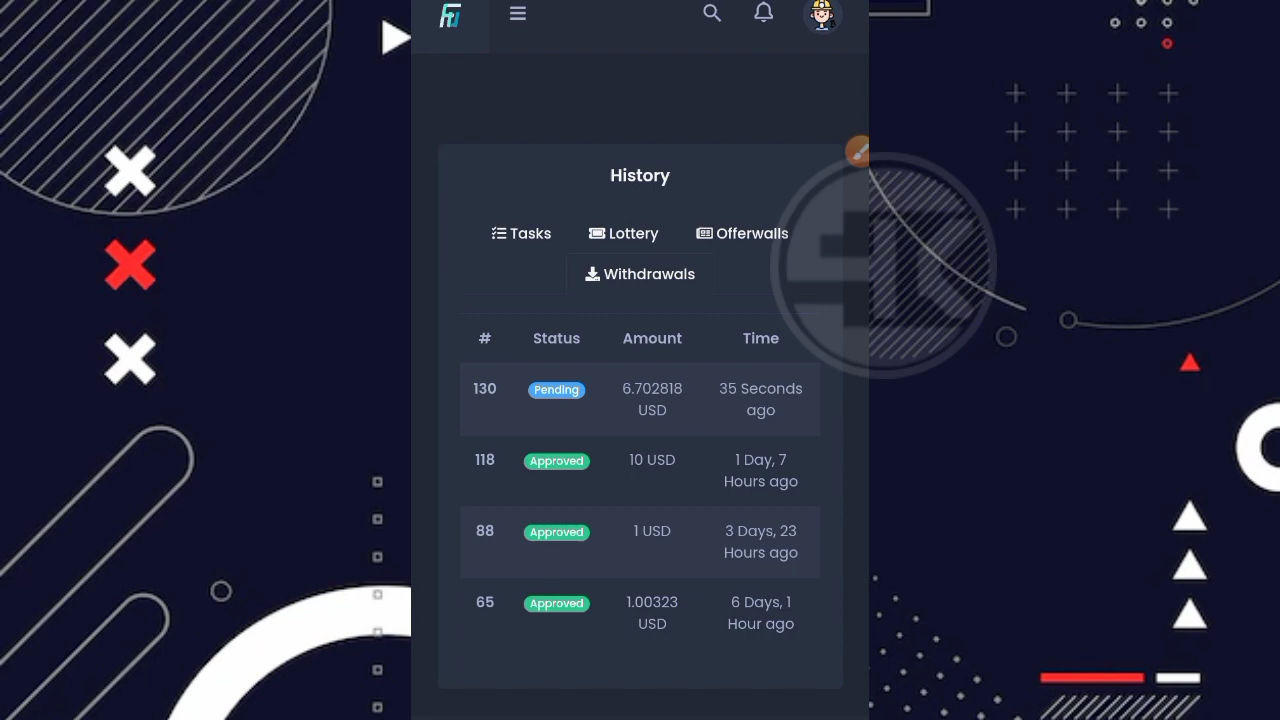 History
Tasks Lottery Offerwalls
Withdrawals
# Status Amount Time
130 Pending 6.702818 35 Seconds
USD ago
118 Approved 10 USD 1 Day, 7
Hours ago
88 Approved 1 USD 3 Days, 23
Hours ago
65 Approved 1.00323 6 Days, 1
USD Hour ago